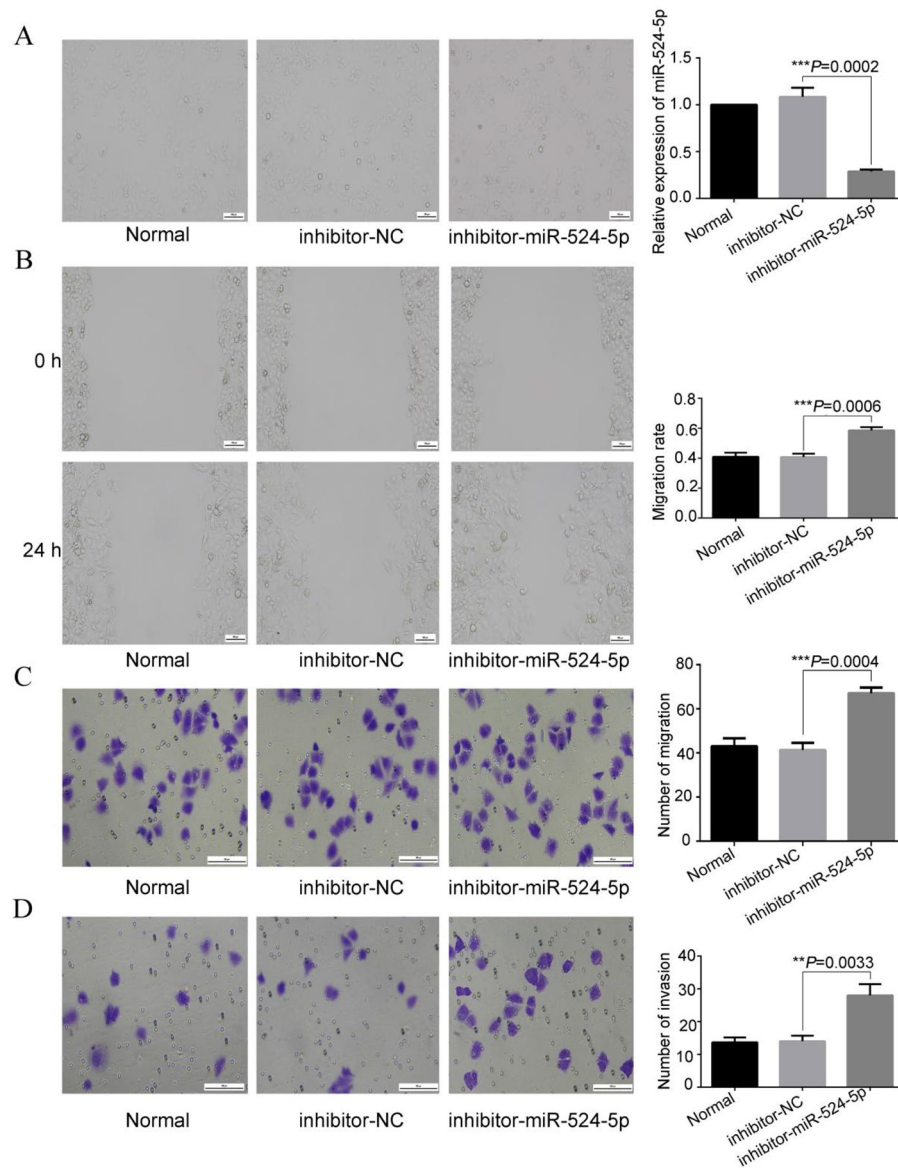 A
Normal
inhibitor-NC
inhibitor-miR-524-5p
Relative expression of miR-524-5p
1.5
1.0
0.5
0.0
***P=0.0002
Normal
inhibitor-NC
inhibitor-miR-524-5p
B
0 h
24 h
Normal
inhibitor-NC
inhibitor-miR-524-5p
Migration rate
0.8
0.6
0.4
0.2
0.0
***P=0.0006
Normal
inhibitor-NC
inhibitor-miR-524-5p
C
Normal
inhibitor-NC
inhibitor-miR-524-5p
Number of migration
80
60
40
20
0
***P=0.0004
Normal
inhibitor-NC
inhibitor-miR-524-5p
D
Normal
inhibitor-NC
inhibitor-miR-524-5p
Number of invasion
40
30
20
10
0
**P=0.0033
Normal
inhibitor-NC
inhibitor-miR-524-5p